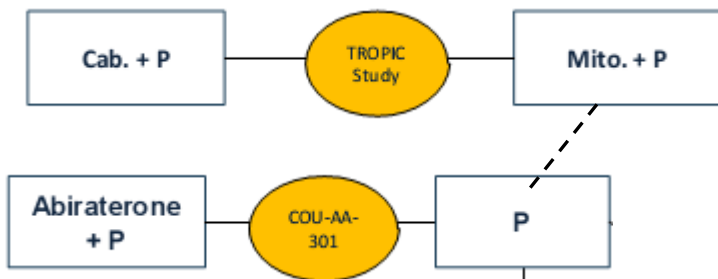 Cab. + P
TROPIC
Study
Mito. + P
Abiraterone
+ P
COU-AA-
301
P